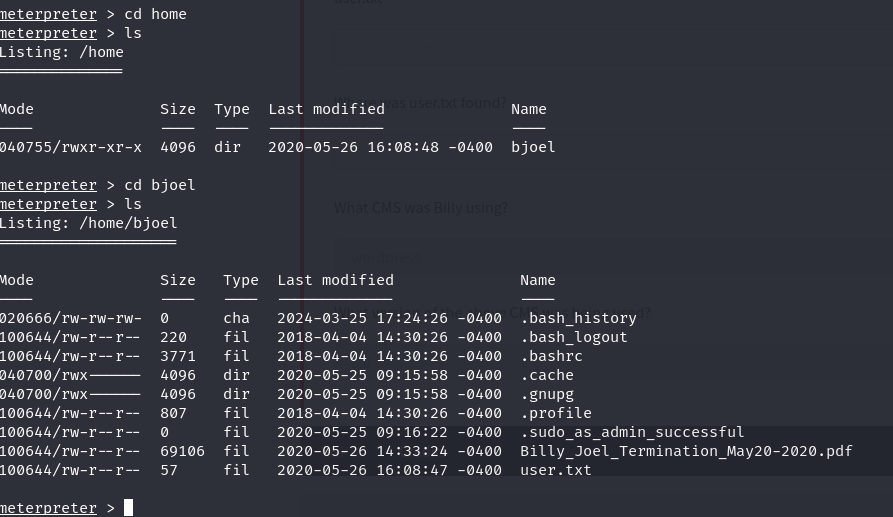 meterpreter > cd home
meterpreter > ls
Listing: /home
Mode Size Type Last modified Name
040755/rwxr-xr-x 4096 dir 2020-05-26 16:08:48 -0400 bjoel
meterpreter > cd bjoel
meterpreter > ls
Listing: /home/bjoel
Mode Size Type Last modified Name
020666/rw-rw-rw- 0 cha 2024-03-25 17:24:26 -0400 .bash_history
100644/rw-r--r-- 220 fil 2018-04-04 14:30:26 -0400 .bash_logout
100644/rw-r--r-- 3771 fil 2018-04-04 14:30:26 -0400 .bashrc
040700/rwx------ 4096 dir 2020-05-25 09:15:58 -0400 .cache
040700/rwx------ 4096 dir 2020-05-25 09:15:58 -0400 .gnupg
100644/rw-r--r-- 807 fil 2018-04-04 14:30:26 -0400 .profile
100644/rw-r--r-- 0 fil 2020-05-25 09:16:22 -0400 .sudo_as_admin_successful
100644/rw-r--r-- 69106 fil 2020-05-26 14:33:24 -0400 Billy_Joel_Termination_May20-2020.pdf
100644/rw-r--r-- 57 fil 2020-05-26 16:08:47 -0400 user.txt
meterpreter >
was user.txt found?
What CMS was Billy using?